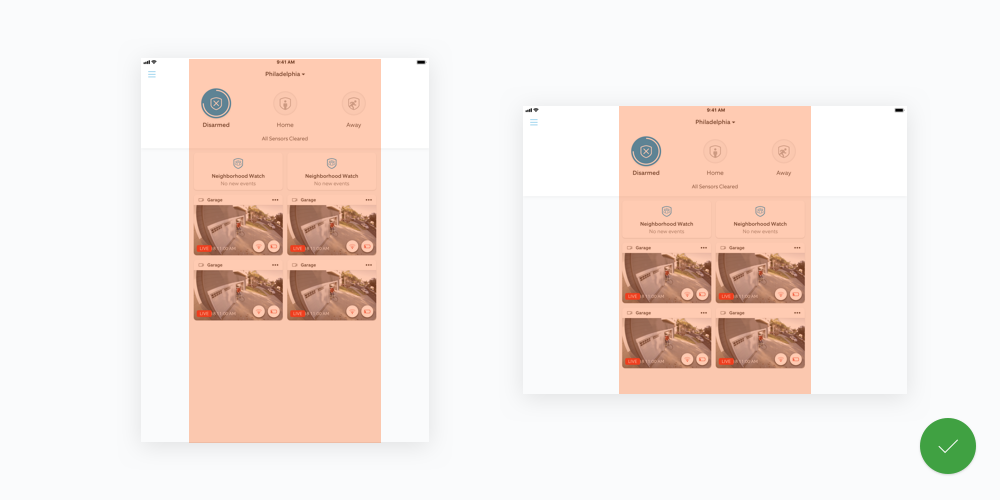 9:41 AM
Philadelphia
Disarmed Home Away
All Sensors Cleared
Neighborhood Watch Neighborhood Watch
No new events No new events
Garage Garage
LIVE LIVE
Garage Garage
LIVE LIVE
9:41 AM
Philadelphia
Disarmed Home Away
All Sensors Cleared
Neighborhood Watch Neighborhood Watch
No new events No new events
Garage Garage
LIVE LIVE
Garage Garage
LIVE LIVE